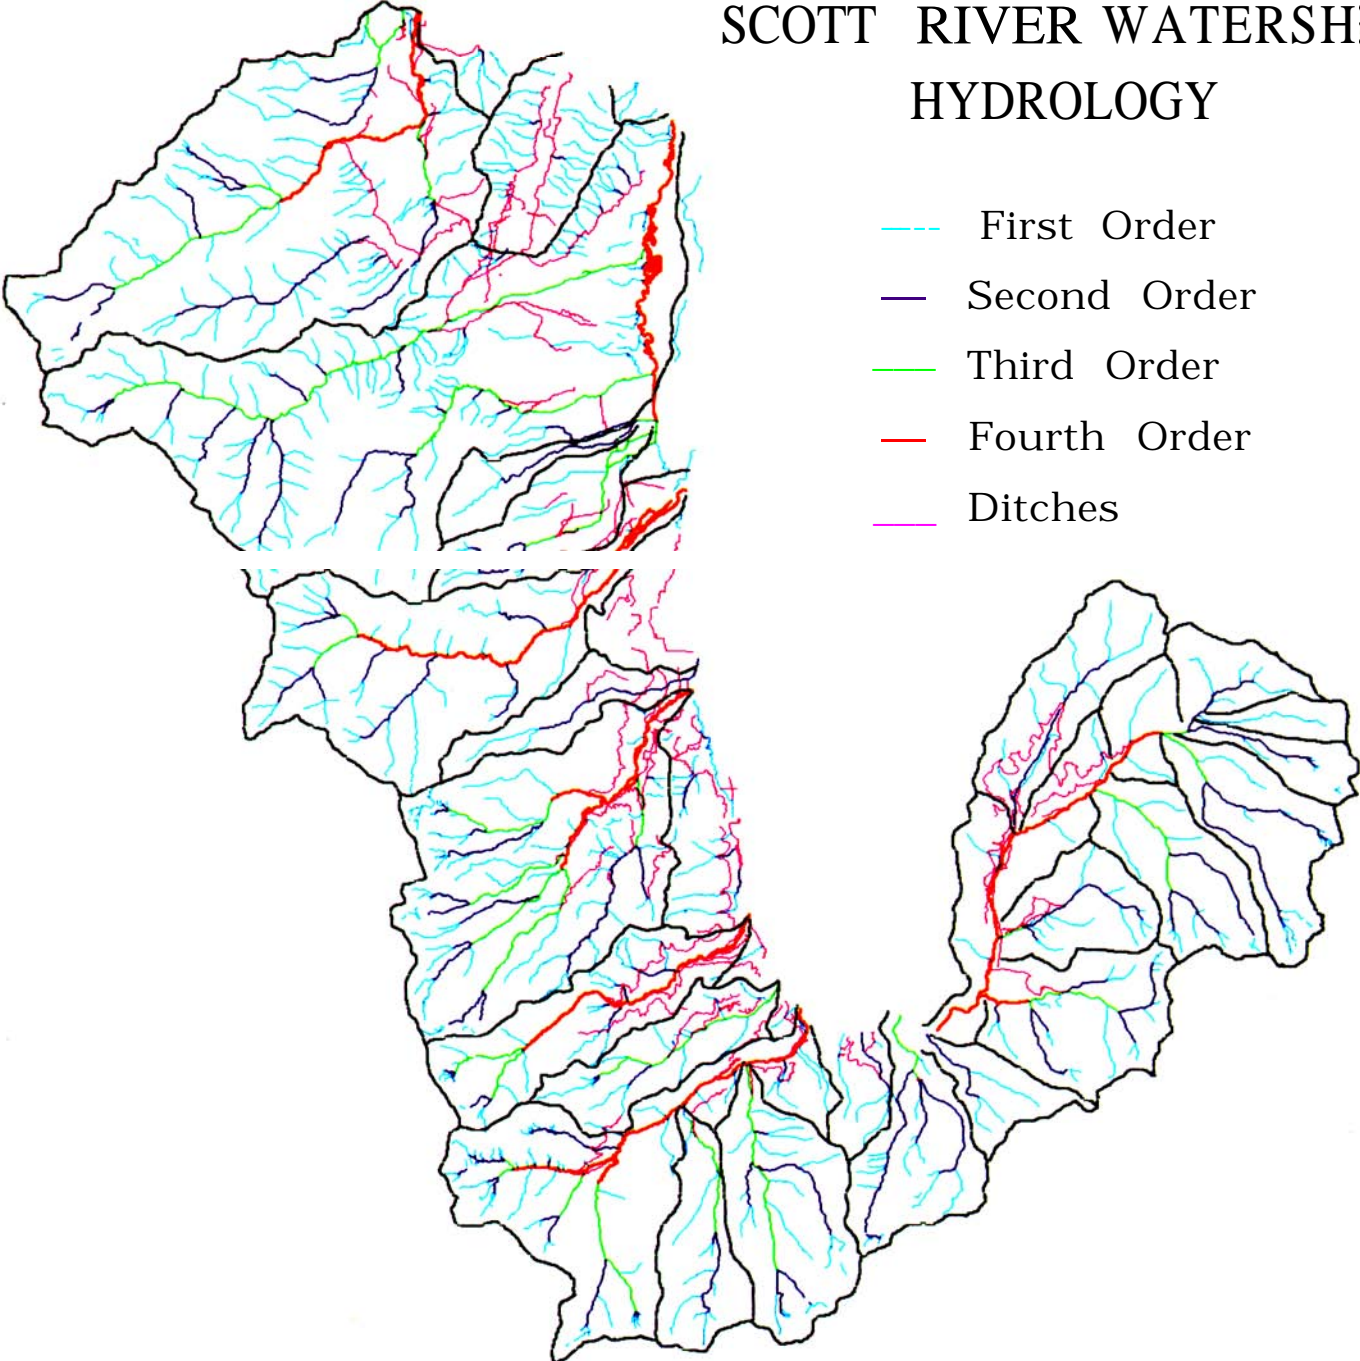 SCOTT RIVER WATERSH
HYDROLOGY
First Order
Second Order
Third Order
Fourth Order
Ditches